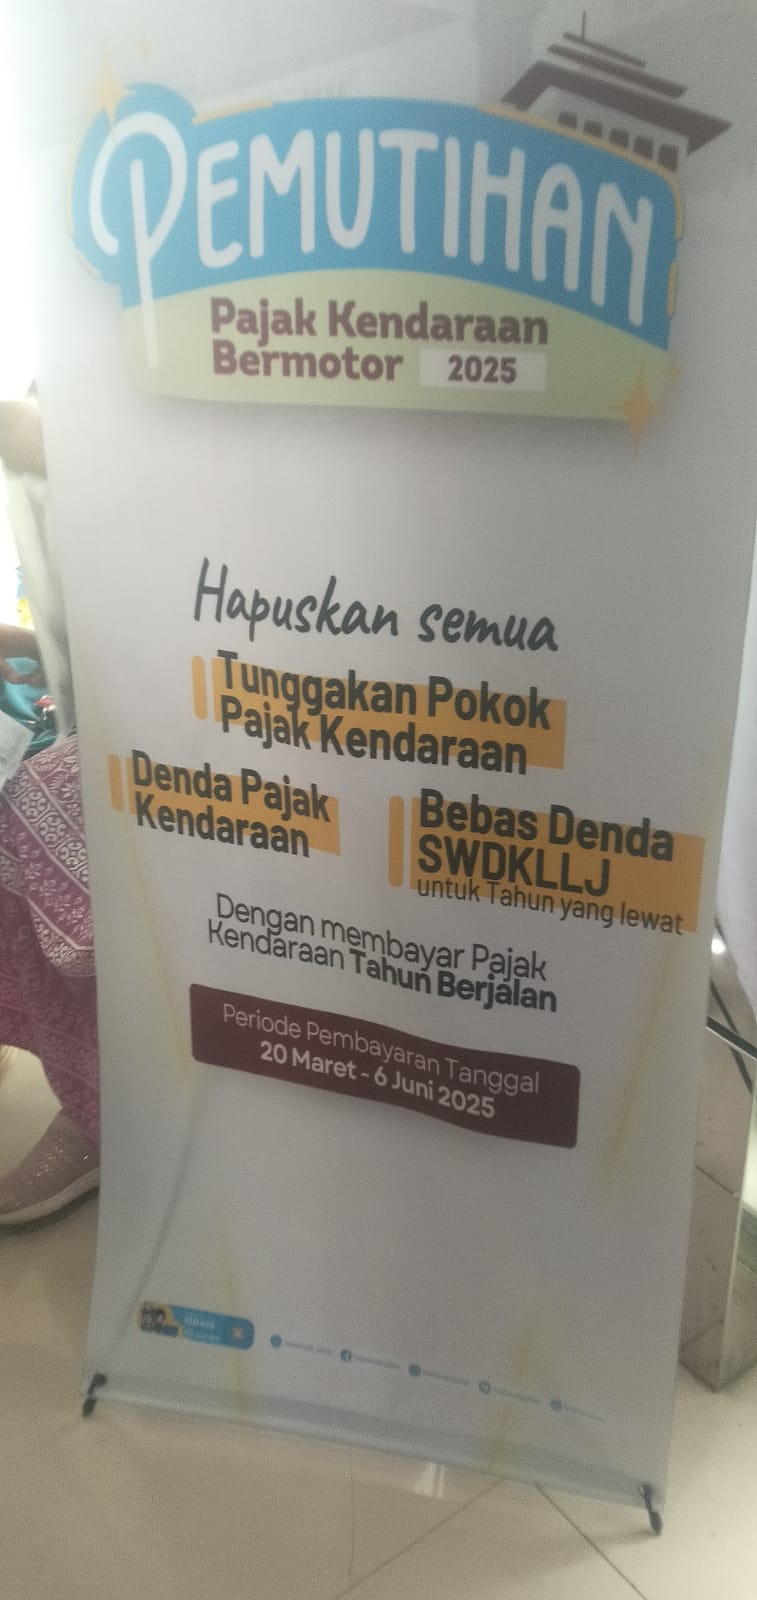 PEMUTIHAN
Pajak Kendaraan
Bermotor 2025
Hapuskan semua
Tunggakan Pokok
Pajak Kendaraan
Denda Pajak
Kendaraan
Bebas Denda
SWDKLLJ
untuk Tahun yang lewat
Dengan membayar Pajak
Kendaraan Tahun Berjalan
Periode Pembayaran Tanggal
20 Maret - 6 Juni 2025